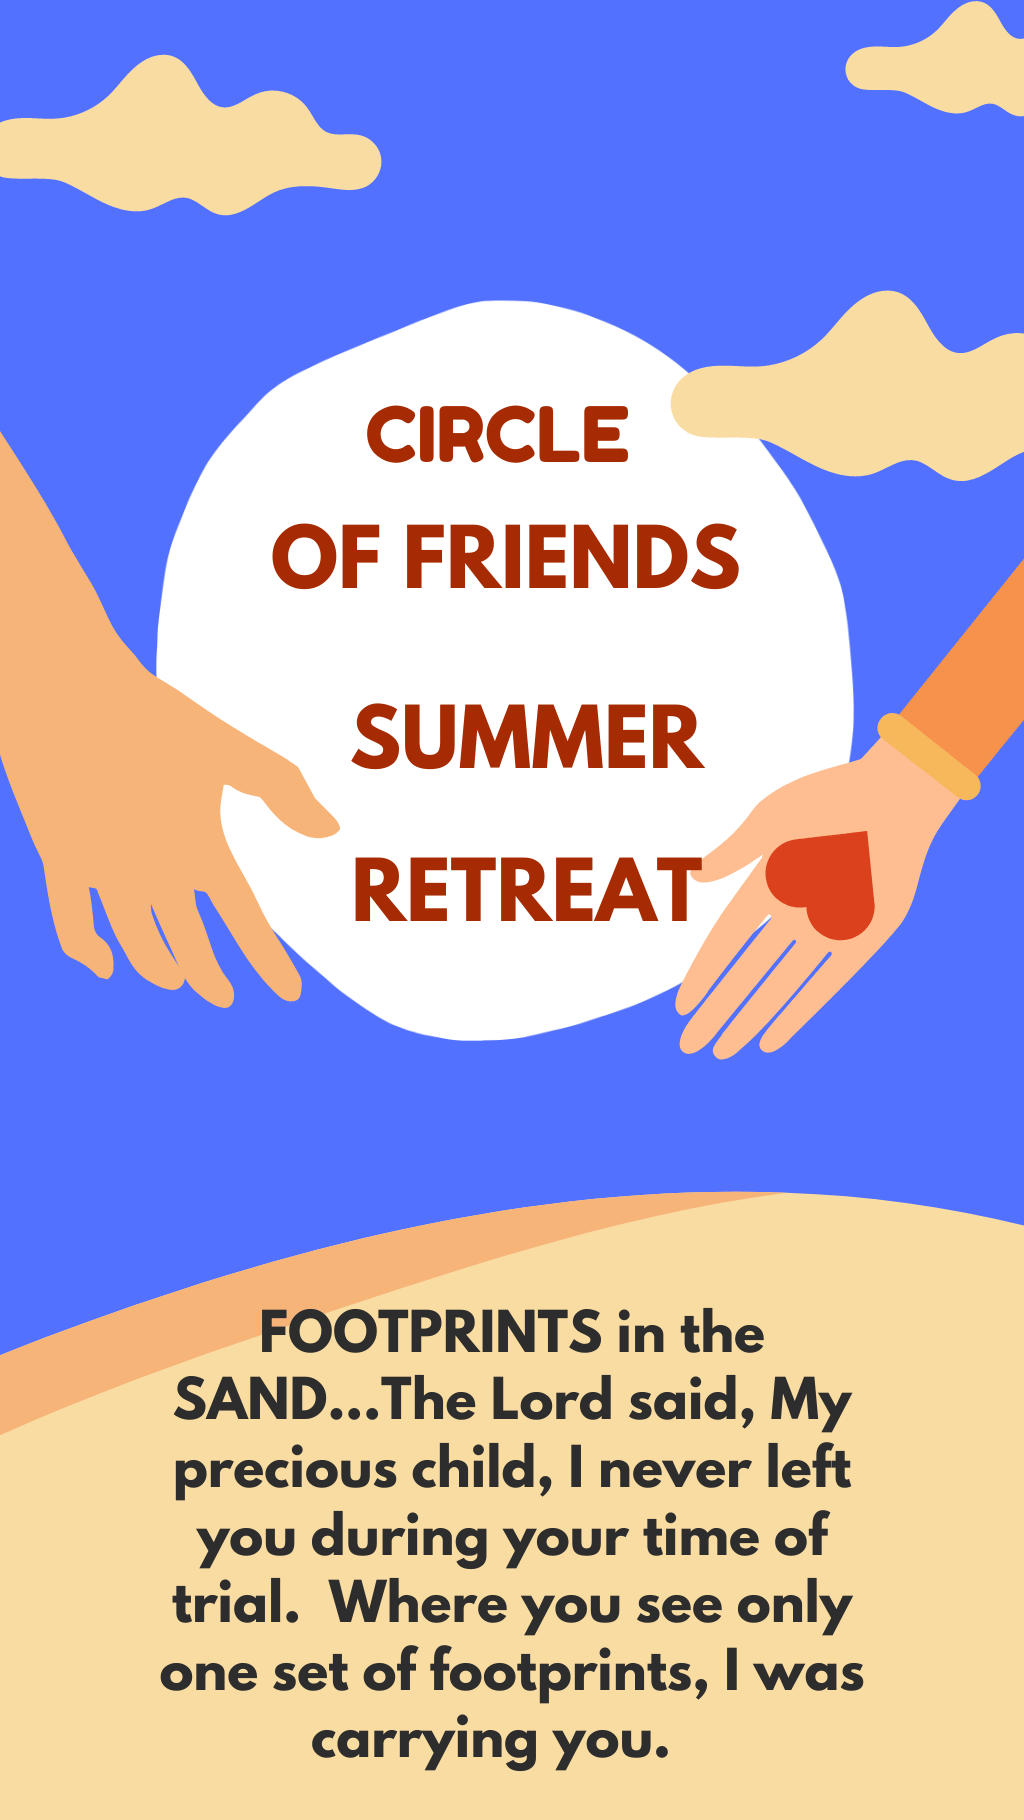 CIRCLE
OF FRIENDS
SUMMER
RETREAT
FOOTPRINTS in the
SAND...The Lord said, My
precious child, I never left
you during your time of
trial.  Where you see only
one set of footprints, I was
carrying you.